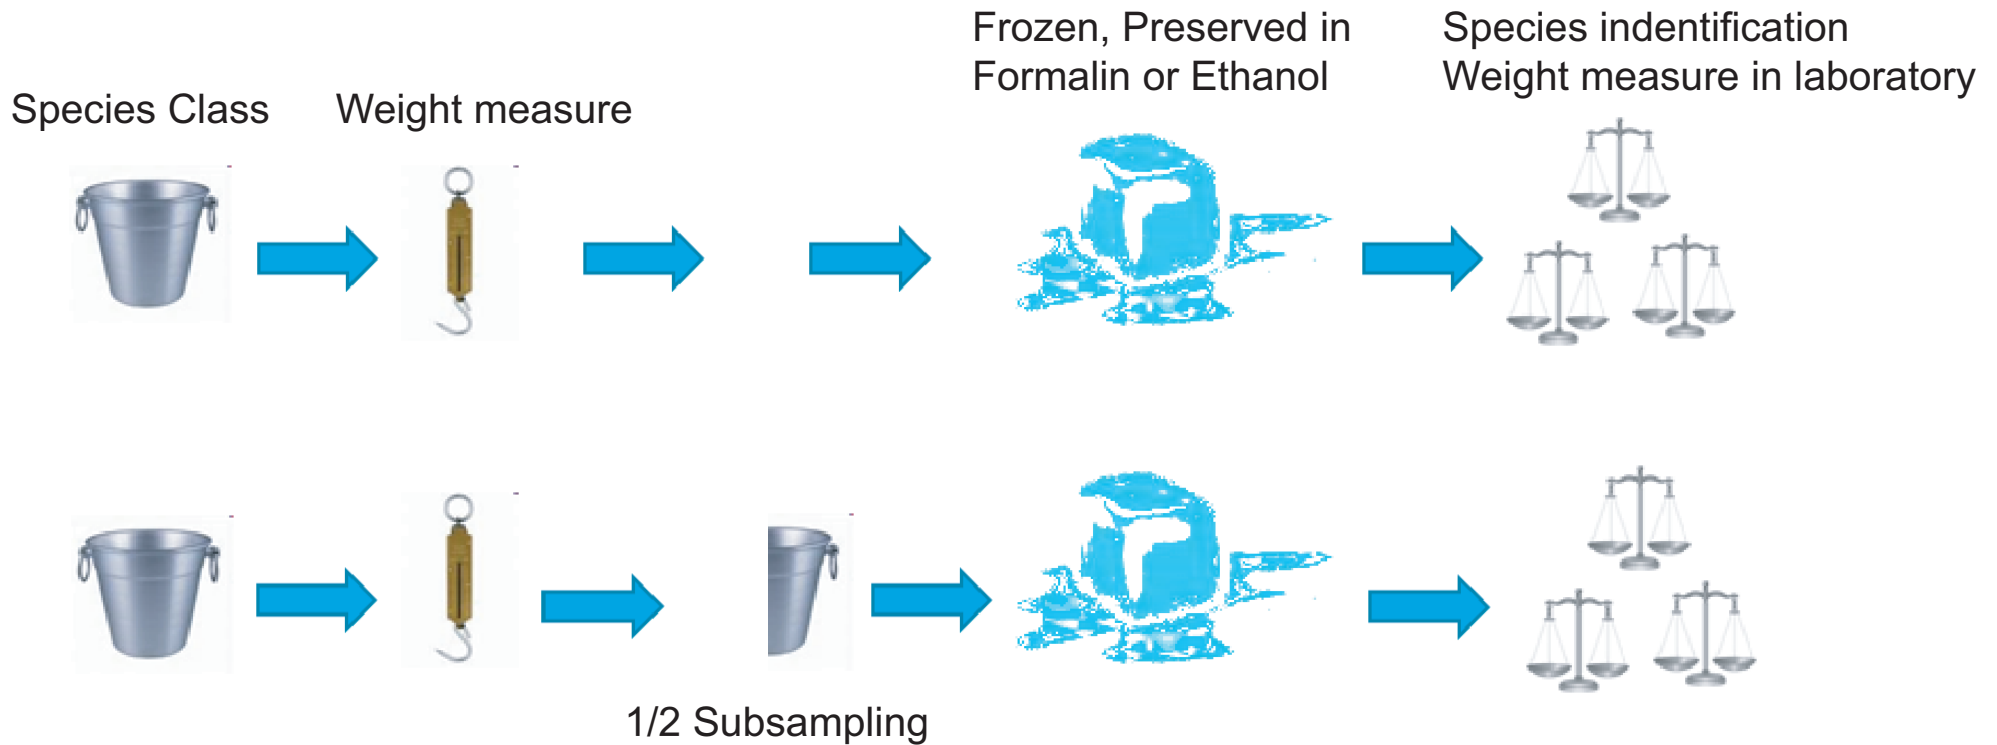 Species Class
Weight measure
Frozen, Preserved in
Formalin or Ethanol
Species indentification
Weight measure in laboratory
1/2 Subsampling